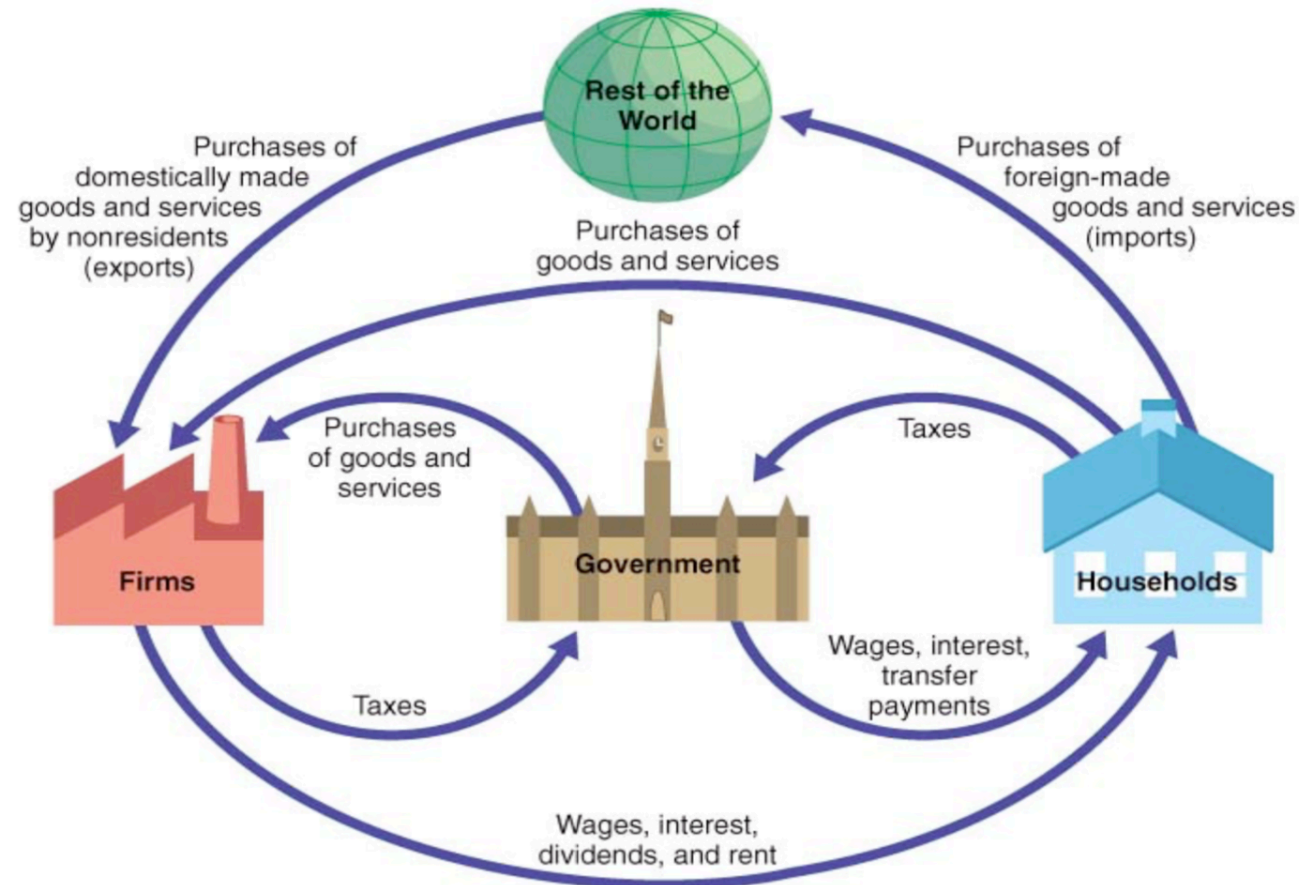 Rest of the
World
Purchases of
domestically made
goods and services
by nonresidents
(exports)
Purchases of
foreign-made
goods and services
(imports)
Purchases of
goods and services
Purchases
of goods and
services
Taxes
Firms
Government
Households
Taxes
Wages, interest,
transfer
payments
Wages, interest,
dividends, and rent